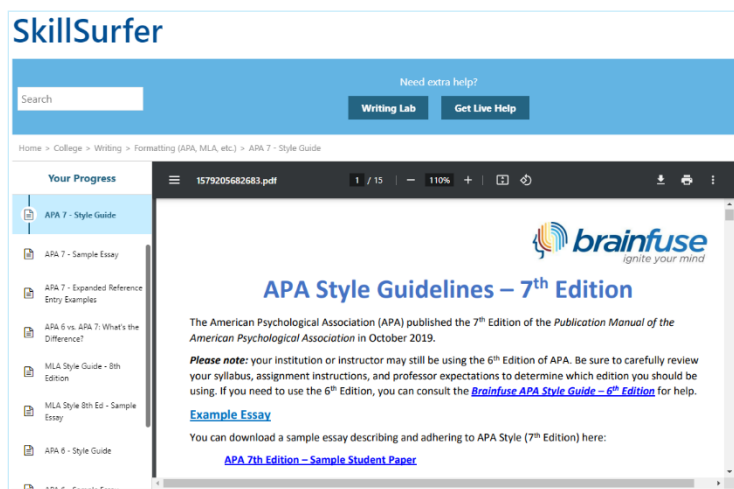 SkillSurfer
Need extra help?
Search
Writing Lab
Get Live Help
Home > College > Writing > Formatting (APA, MLA, etc.) > APA 7 - Style Guide
Your Progress
APA 7 - Style Guide
APA 7 - Sample Essay
APA 7 - Expanded Reference
Entry Examples
APA 6 vs. APA 7: What's the
Difference?
MLA Style Guide - 8th
Edition
MLA Style 8th Ed - Sample
Essay
APA 6 - Style Guide
APA 6 - Sample Essay
1579205682683.pdf
1 / 15
110%
brainfuse
ignite your mind
APA Style Guidelines – 7th Edition
The American Psychological Association (APA) published the 7th Edition of the Publication Manual of the
American Psychological Association in October 2019.
Please note: your institution or instructor may still be using the 6th Edition of APA. Be sure to carefully review
your syllabus, assignment instructions, and professor expectations to determine which edition you should be
using. If you need to use the 6th Edition, you can consult the Brainfuse APA Style Guide – 6th Edition for help.
Example Essay
You can download a sample essay describing and adhering to APA Style (7th Edition) here:
APA 7th Edition – Sample Student Paper